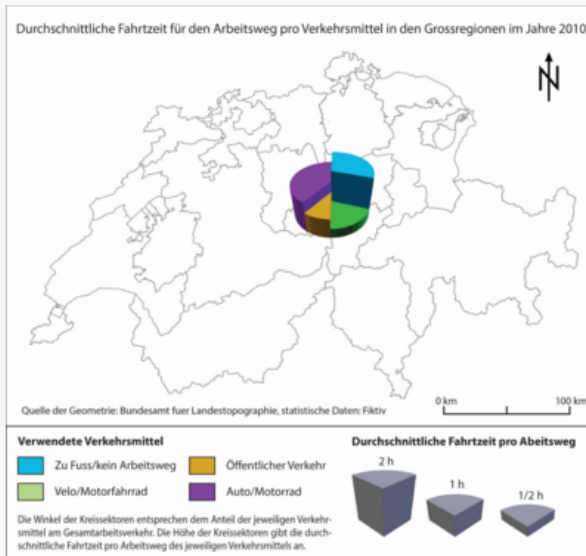 Durchschnittliche Fahrtzeit für den Arbeitsweg pro Verkehrsmittel in den Grossregionen im Jahre 2010
N
0 km 100 km
Quelle der Geometrie: Bundesamt fuer Landestopographie, statistische Daten: Fiktiv
Verwendete Verkehrsmittel
Zu Fuss/kein Arbeitsweg
Öffentlicher Verkehr
Velo/Motorfahrrad
Auto/Motorrad
Die Winkel der Kreissektoren entsprechen dem Anteil der jeweiligen Verkehr-
smittel am Gesamtarbeitsverkehr. Die Höhe der Kreissektoren gibt die durch-
schnittliche Fahrtzeit pro Arbeitsweg des jeweiligen Verkehrsmittels an.
Durchschnittliche Fahrtzeit pro Abeitsweg
2 h
1 h
1/2 h